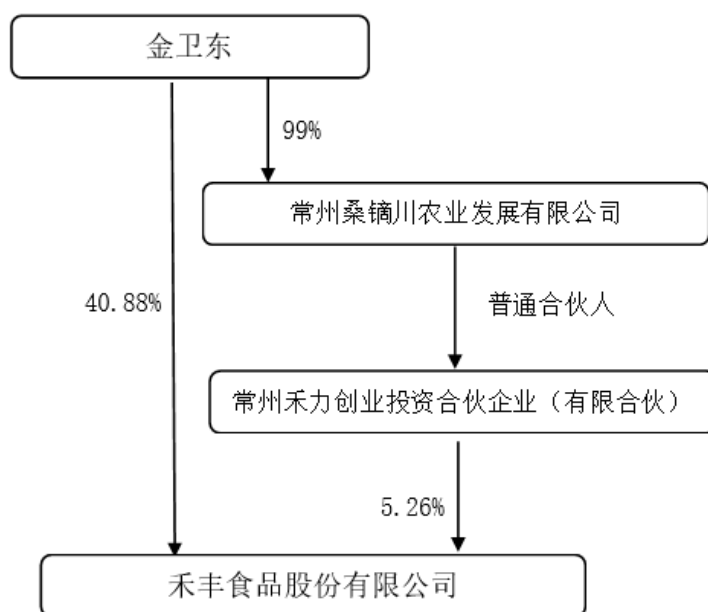 金卫东
99%
常州桑镝川农业发展有限公司
40.88%
普通合伙人
常州禾力创业投资合伙企业（有限合伙）
5.26%
禾丰食品股份有限公司